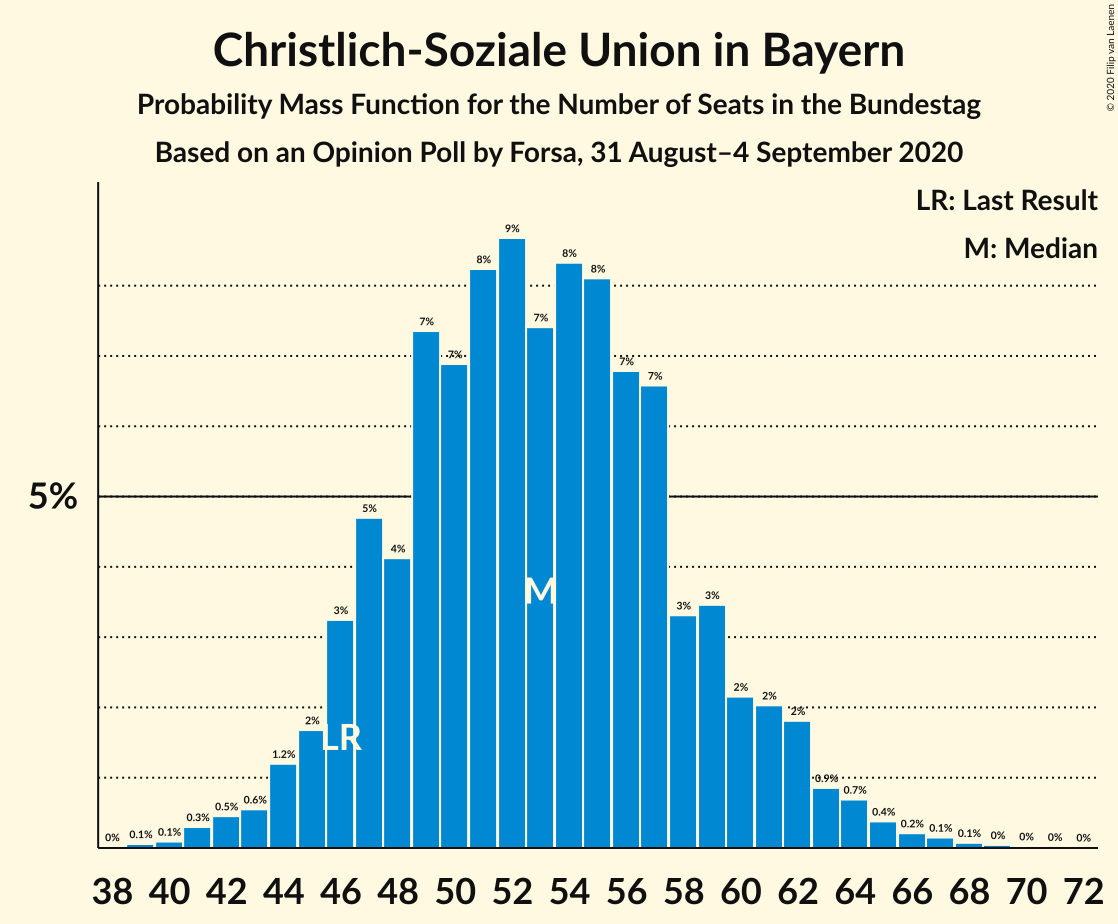 Christlich-Soziale Union in Bayern
Probability Mass Function for the Number of Seats in the Bundestag
Based on an Opinion Poll by Forsa, 31 August–4 September 2020
© 2020 Filip van Laenen
LR: Last Result
M: Median
5%
0% 0.1% 0.1% 0.3% 0.5% 0.6% 1.2% 2% 3% 5% 4% 7% 7% 8% 9% 7% 8% 8% 7% 7% 3% 3% 2% 2% 2% 0.9% 0.7% 0.4% 0.2% 0.1% 0.1% 0% 0% 0% 0%
M
LR
38 40 42 44 46 48 50 52 54 56 58 60 62 64 66 68 70 72